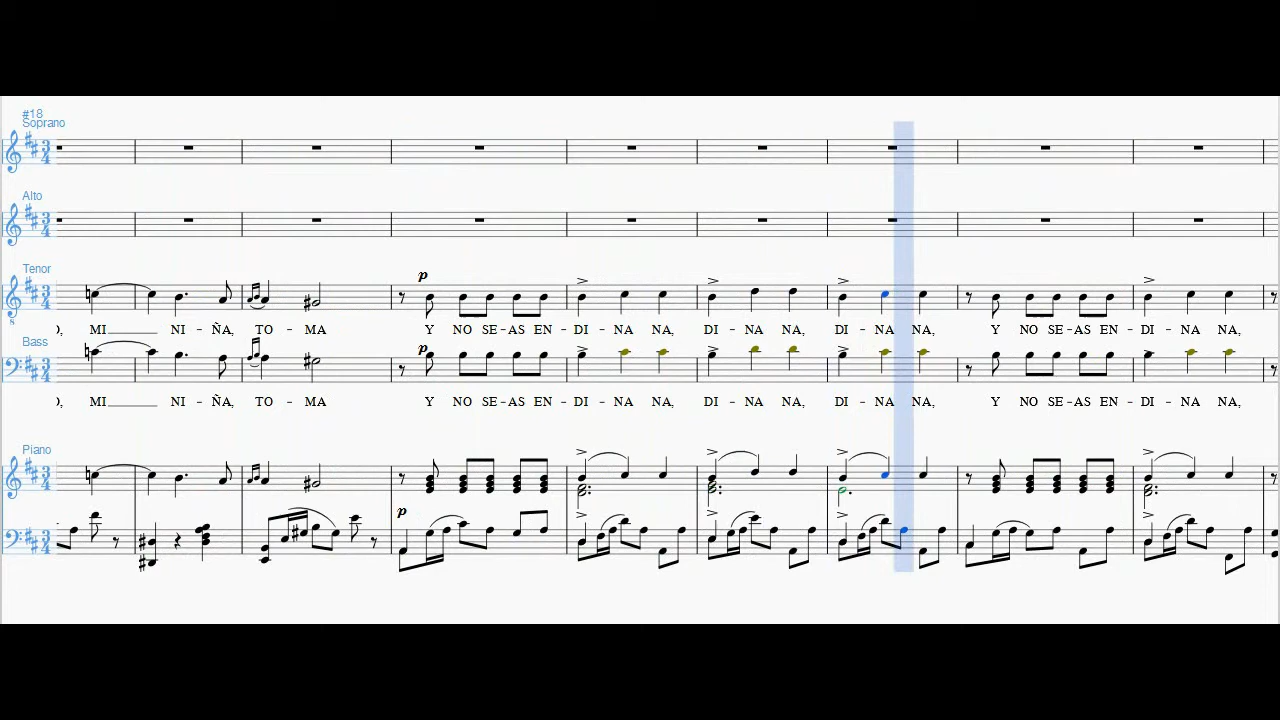 #18
Soprano
Alto
Tenor
p
MI____ NI - ÑA, TO - MA Y NO SE-AS EN-DI - NA NA, DI - NA NA, DI - NA NA, Y NO SE-AS EN-DI - NA NA,
Bass
p
MI____ NI - ÑA, TO - MA Y NO SE-AS EN-DI - NA NA, DI - NA NA, DI - NA NA, Y NO SE-AS EN-DI - NA NA,
Piano
p